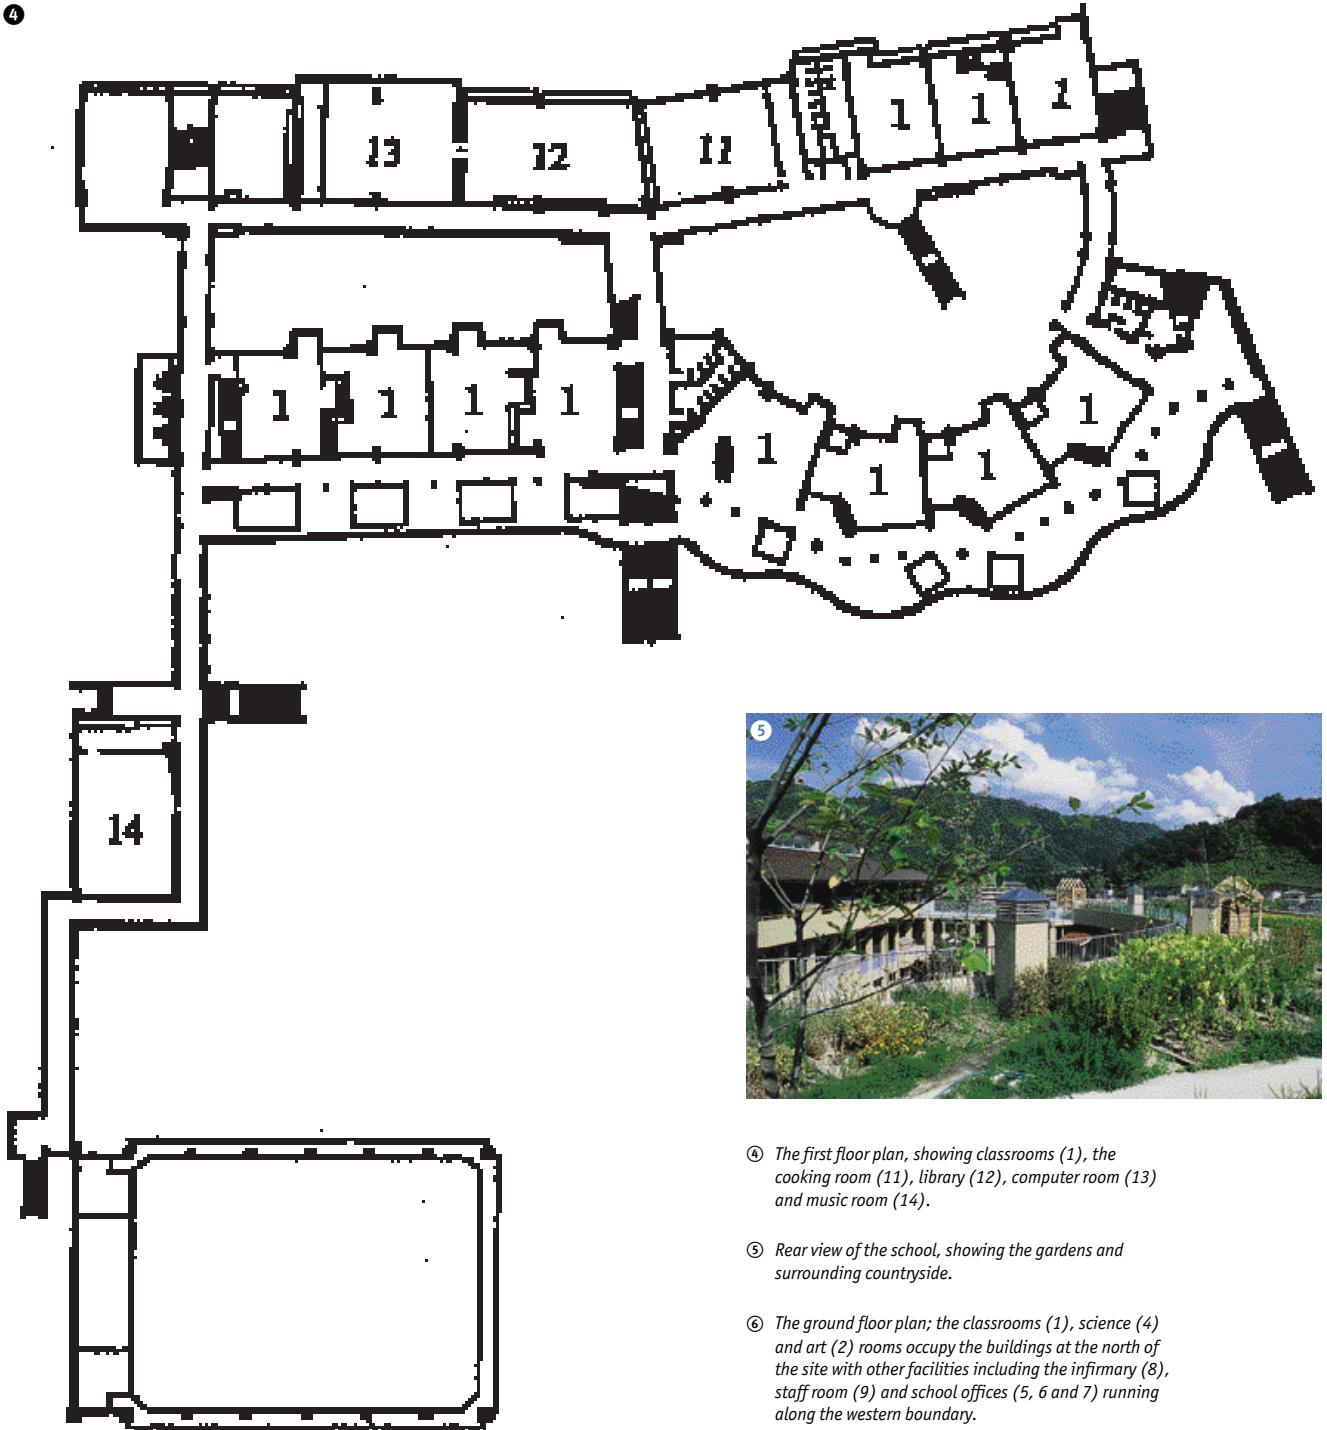 4
13
12
11
1
1
1
1
1
1
1
1
1
1
1
14
5
④ The first floor plan, showing classrooms (1), the
cooking room (11), library (12), computer room (13)
and music room (14).
⑤ Rear view of the school, showing the gardens and
surrounding countryside.
⑥ The ground floor plan; the classrooms (1), science (4)
and art (2) rooms occupy the buildings at the north of
the site with other facilities including the infirmary (8),
staff room (9) and school offices (5, 6 and 7) running
along the western boundary.